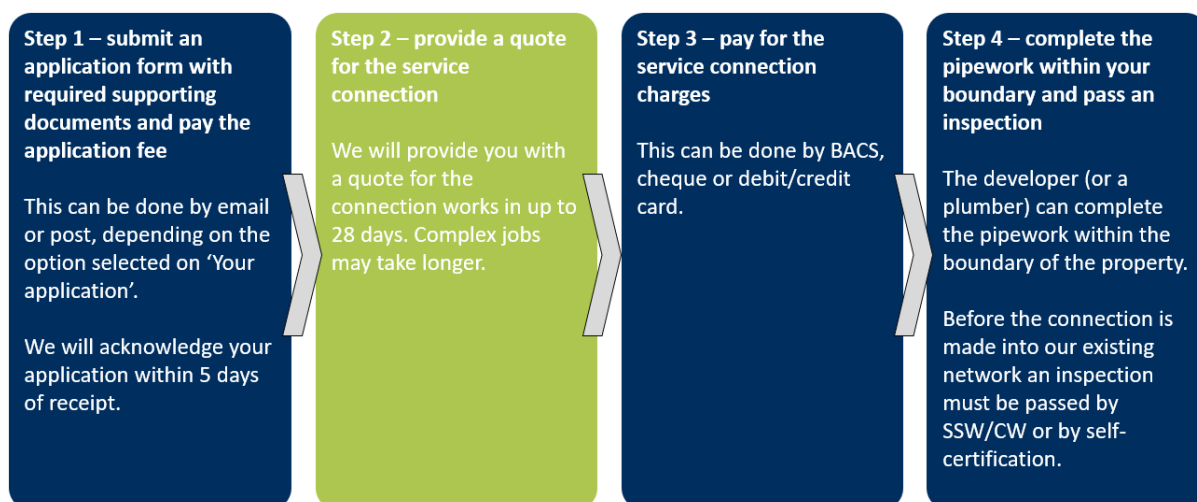 Step 1 – submit an
application form with
required supporting
documents and pay the
application fee
This can be done by email
or post, depending on the
option selected on ‘Your
application’.
We will acknowledge your
application within 5 days
of receipt.
Step 2 – provide a quote
for the service
connection
We will provide you with
a quote for the
connection works in up to
28 days. Complex jobs
may take longer.
Step 3 – pay for the
service connection
charges
This can be done by BACS,
cheque or debit/credit
card.
Step 4 – complete the
pipework within your
boundary and pass an
inspection
The developer (or a
plumber) can complete
the pipework within the
boundary of the property.
Before the connection is
made into our existing
network an inspection
must be passed by
SSW/CW or by self-
certification.